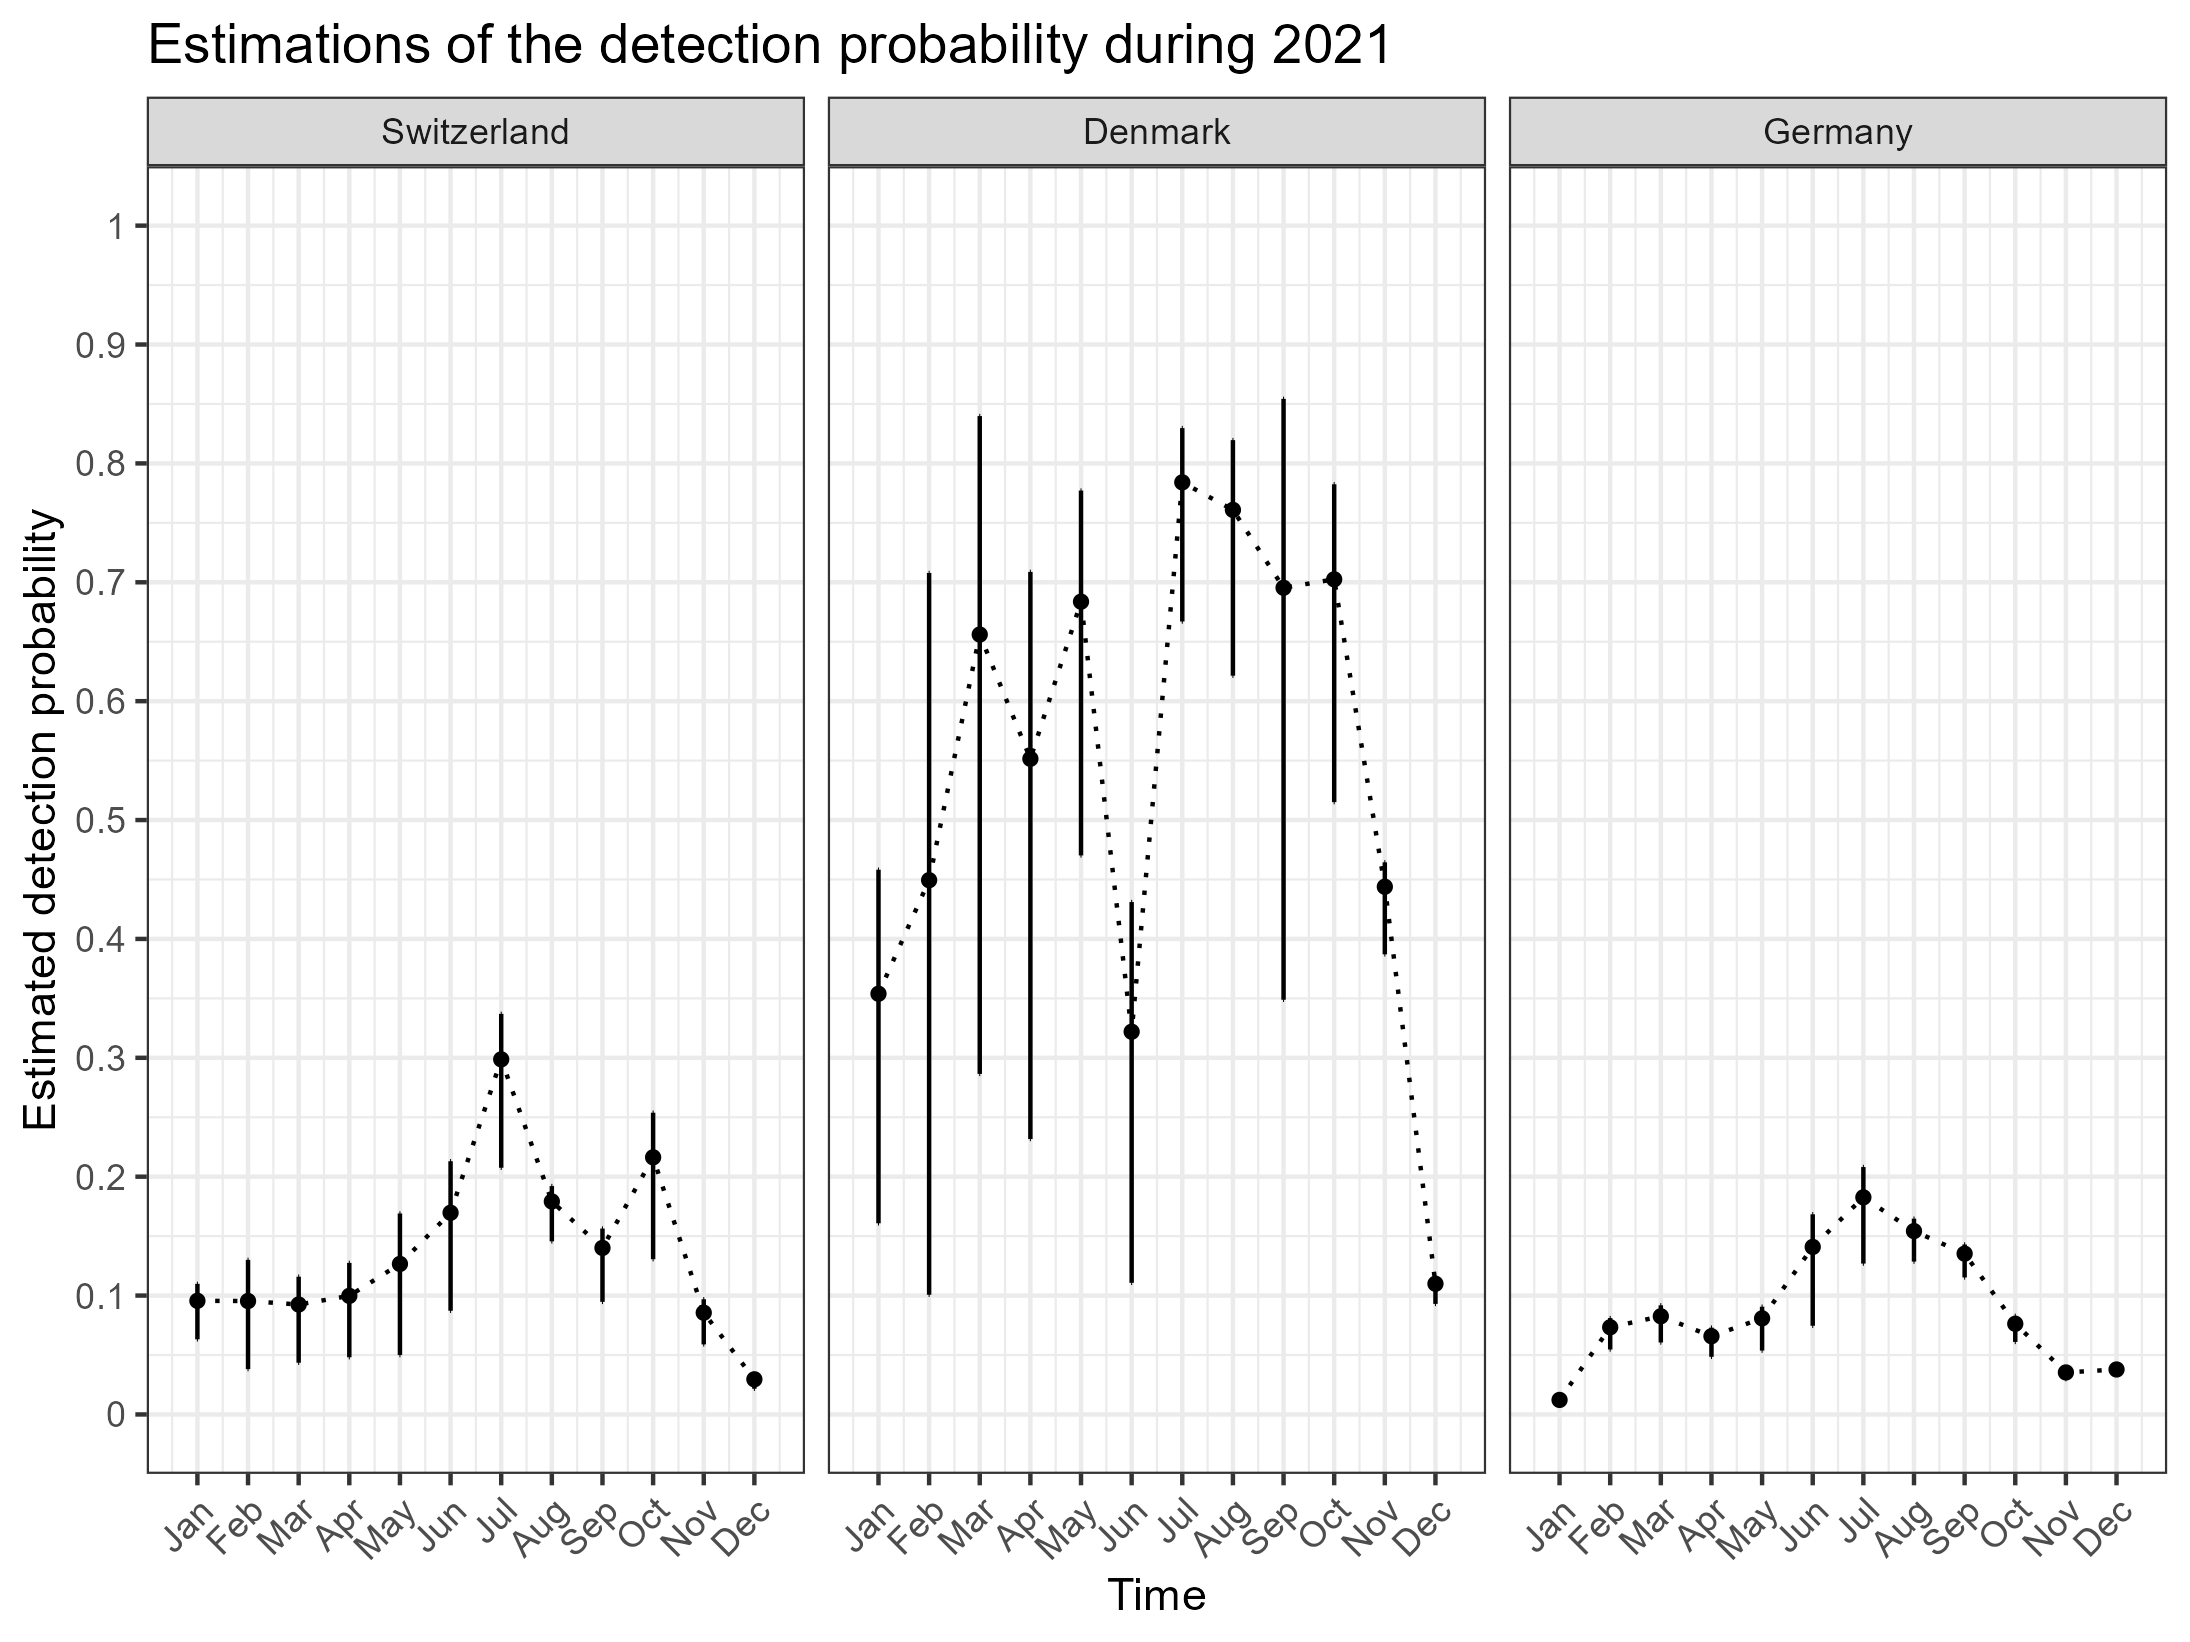 Estimations of the detection probability during 2021
Switzerland Denmark Germany
Estimated detection probability
1
0.9
0.8
0.7
0.6
0.5
0.4
0.3
0.2
0.1
0
Jan Feb Mar Apr May Jun Jul Aug Sep Oct Nov Dec
Jan Feb Mar Apr May Jun Jul Aug Sep Oct Nov Dec
Jan Feb Mar Apr May Jun Jul Aug Sep Oct Nov Dec
Time